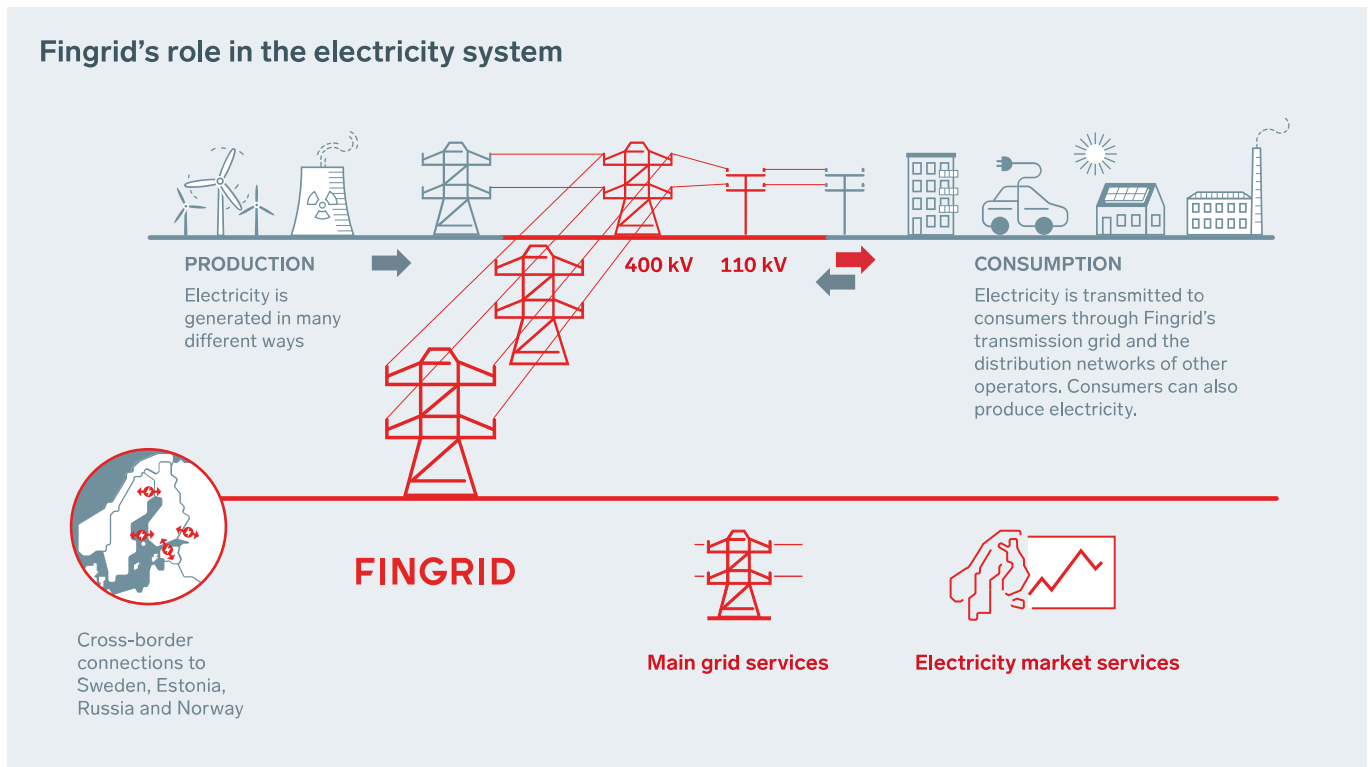 Fingrid’s role in the electricity system
PRODUCTION
Electricity is
generated in many
different ways
400 kV
110 kV
CONSUMPTION
Electricity is transmitted to
consumers through Fingrid’s
transmission grid and the
distribution networks of other
operators. Consumers can also
produce electricity.
Cross-border
connections to
Sweden, Estonia,
Russia and Norway
FINGRID
Main grid services
Electricity market services